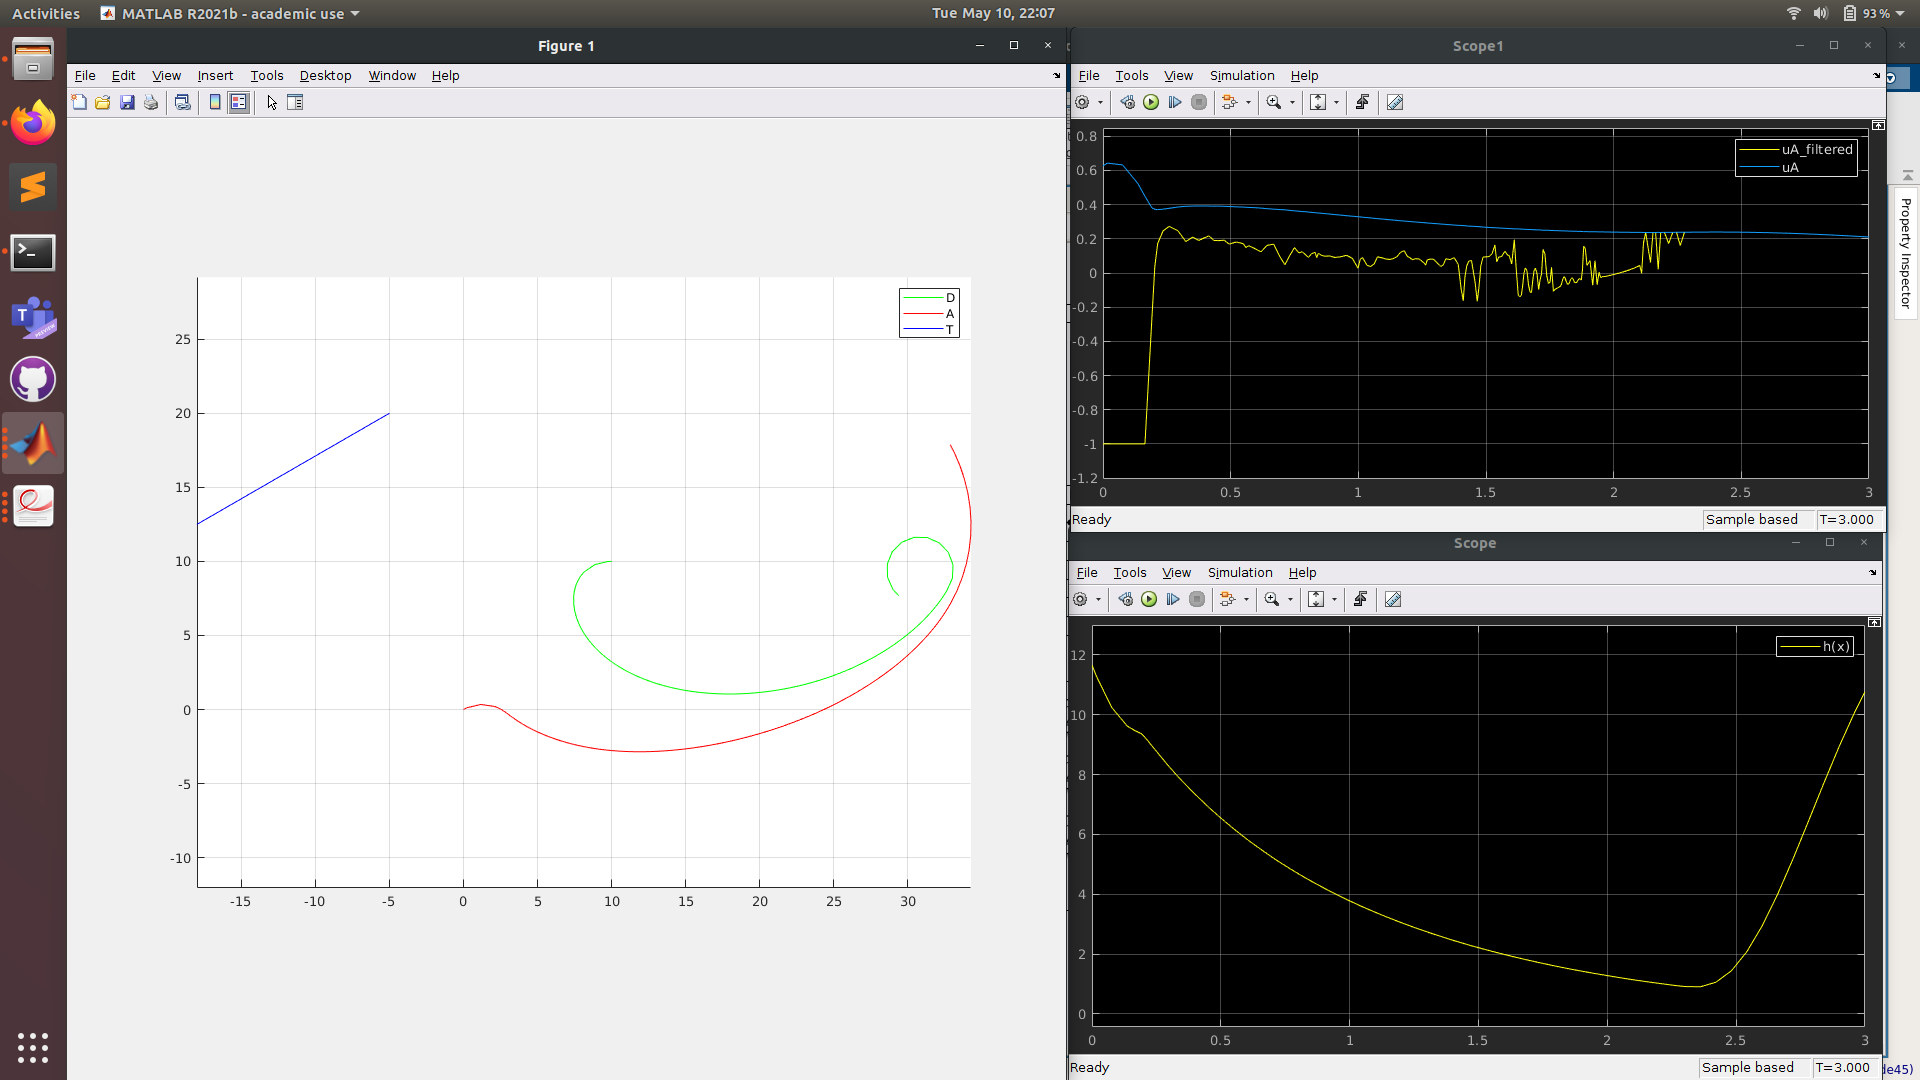 Activities
MATLAB R2021b - academic use
Tue May 10, 22:07
93 %
Figure 1
File Edit View Insert Tools Desktop Window Help
D
A
T
25
20
15
10
5
0
-5
-10
-15 -10 -5 0 5 10 15 20 25 30
T
PREVIEW
Scope1
File Tools View Simulation Help
uA_filtered
uA
0.8
0.6
0.4
0.2
0
-0.2
-0.4
-0.6
-0.8
-1
-1.2
0 0.5 1 1.5 2 2.5 3
Ready
Sample based
T=3.000
Property Inspector
Scope
File Tools View Simulation Help
h(x)
12
10
8
6
4
2
0
0 0.5 1 1.5 2 2.5 3
Ready
Sample based
T=3.000
de45)